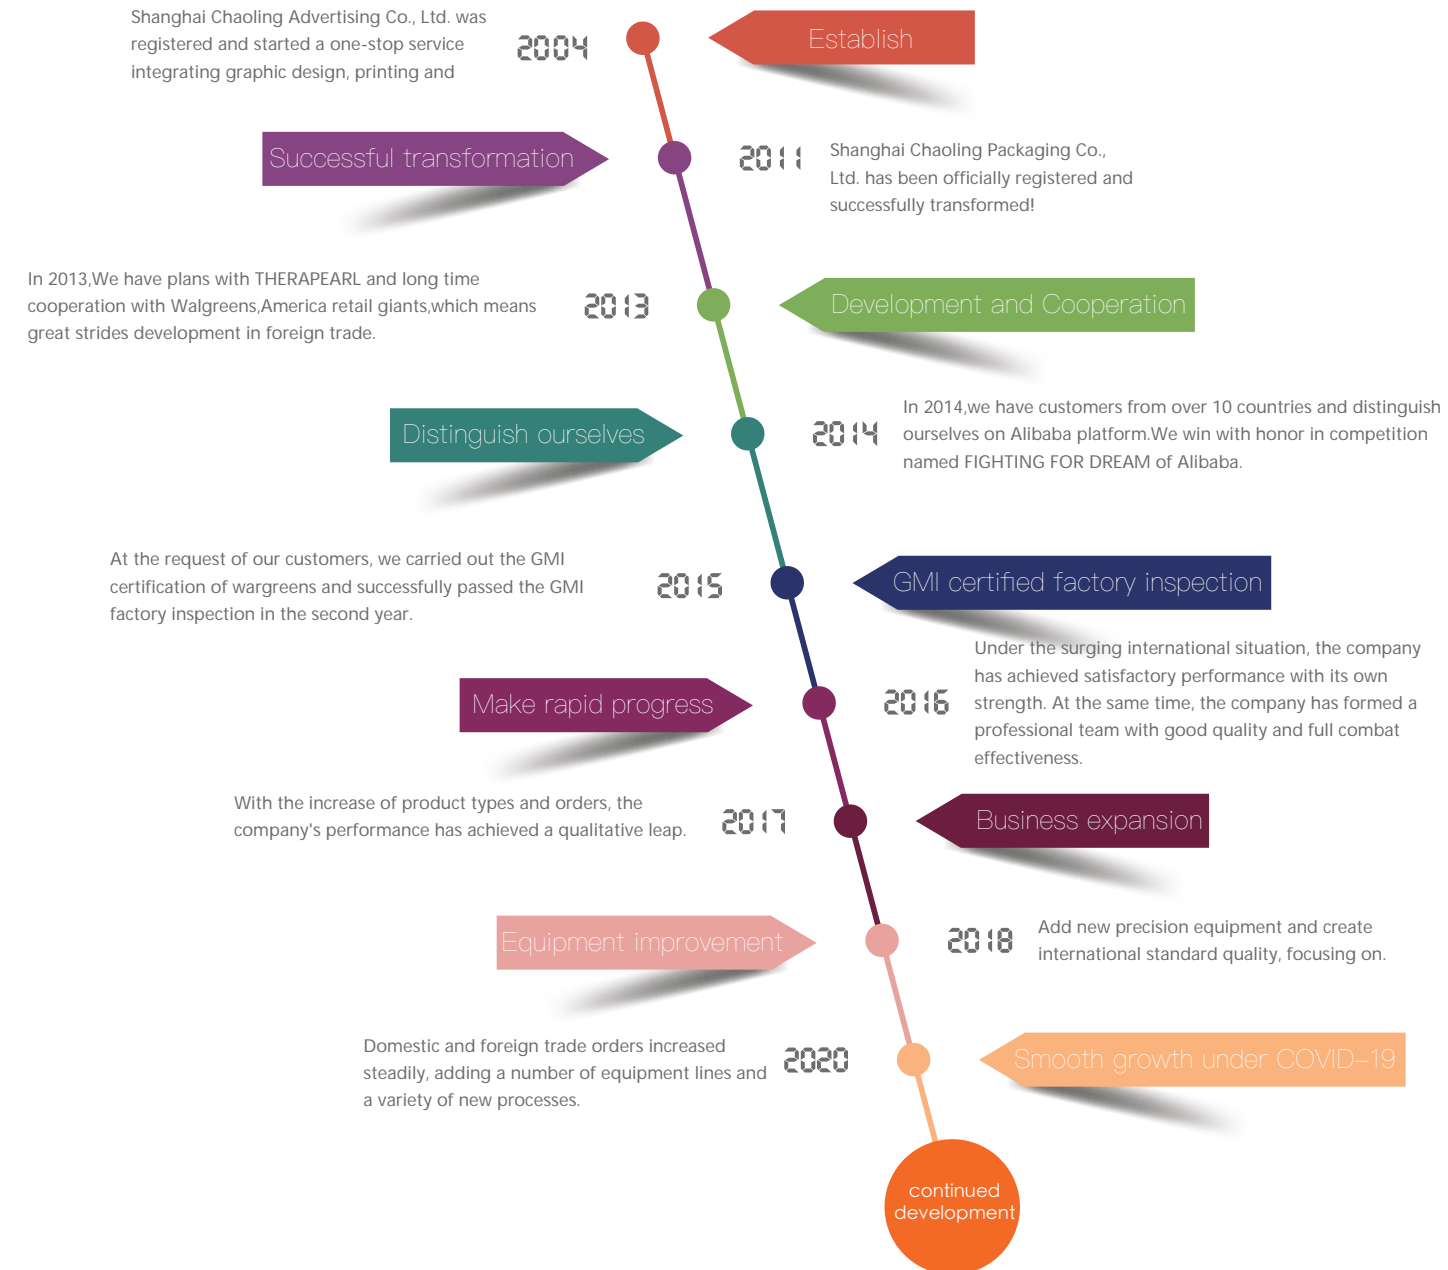 Shanghai Chaoling Advertising Co., Ltd. was
registered and started a one-stop service
integrating graphic design, printing and
2004
Establish
Successful transformation
2011
Shanghai Chaoling Packaging Co.,
Ltd. has been officially registered and
successfully transformed!
In 2013,We have plans with THERAPEARL and long time
cooperation with Walgreens,America retail giants,which means
great strides development in foreign trade.
2013
Development and Cooperation
Distinguish ourselves
2014
In 2014,we have customers from over 10 countries and distinguish
ourselves on Alibaba platform.We win with honor in competition
named FIGHTING FOR DREAM of Alibaba.
At the request of our customers, we carried out the GMI
certification of wargreens and successfully passed the GMI
factory inspection in the second year.
2015
GMI certified factory inspection
Make rapid progress
2016
Under the surging international situation, the company
has achieved satisfactory performance with its own
strength. At the same time, the company has formed a
professional team with good quality and full combat
effectiveness.
With the increase of product types and orders, the
company's performance has achieved a qualitative leap.
2017
Business expansion
Equipment improvement
2018
Add new precision equipment and create
international standard quality, focusing on.
Domestic and foreign trade orders increased
steadily, adding a number of equipment lines and
a variety of new processes.
2020
Smooth growth under COVID–19
continued
development